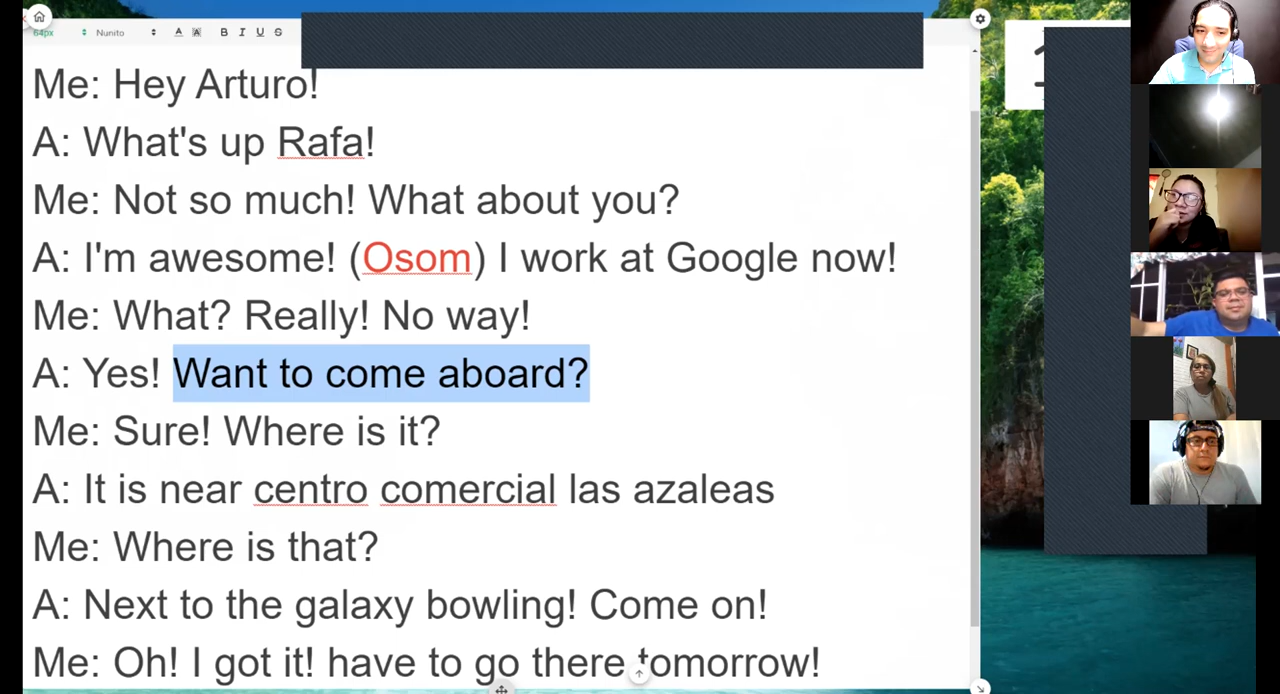 64px Nunito A A B I U S
Me: Hey Arturo!
A: What's up Rafa!
Me: Not so much! What about you?
A: I'm awesome! (Osom) I work at Google now!
Me: What? Really! No way!
A: Yes! Want to come aboard?
Me: Sure! Where is it?
A: It is near centro comercial las azaleas
Me: Where is that?
A: Next to the galaxy bowling! Come on!
Me: Oh! I got it! have to go there tomorrow!